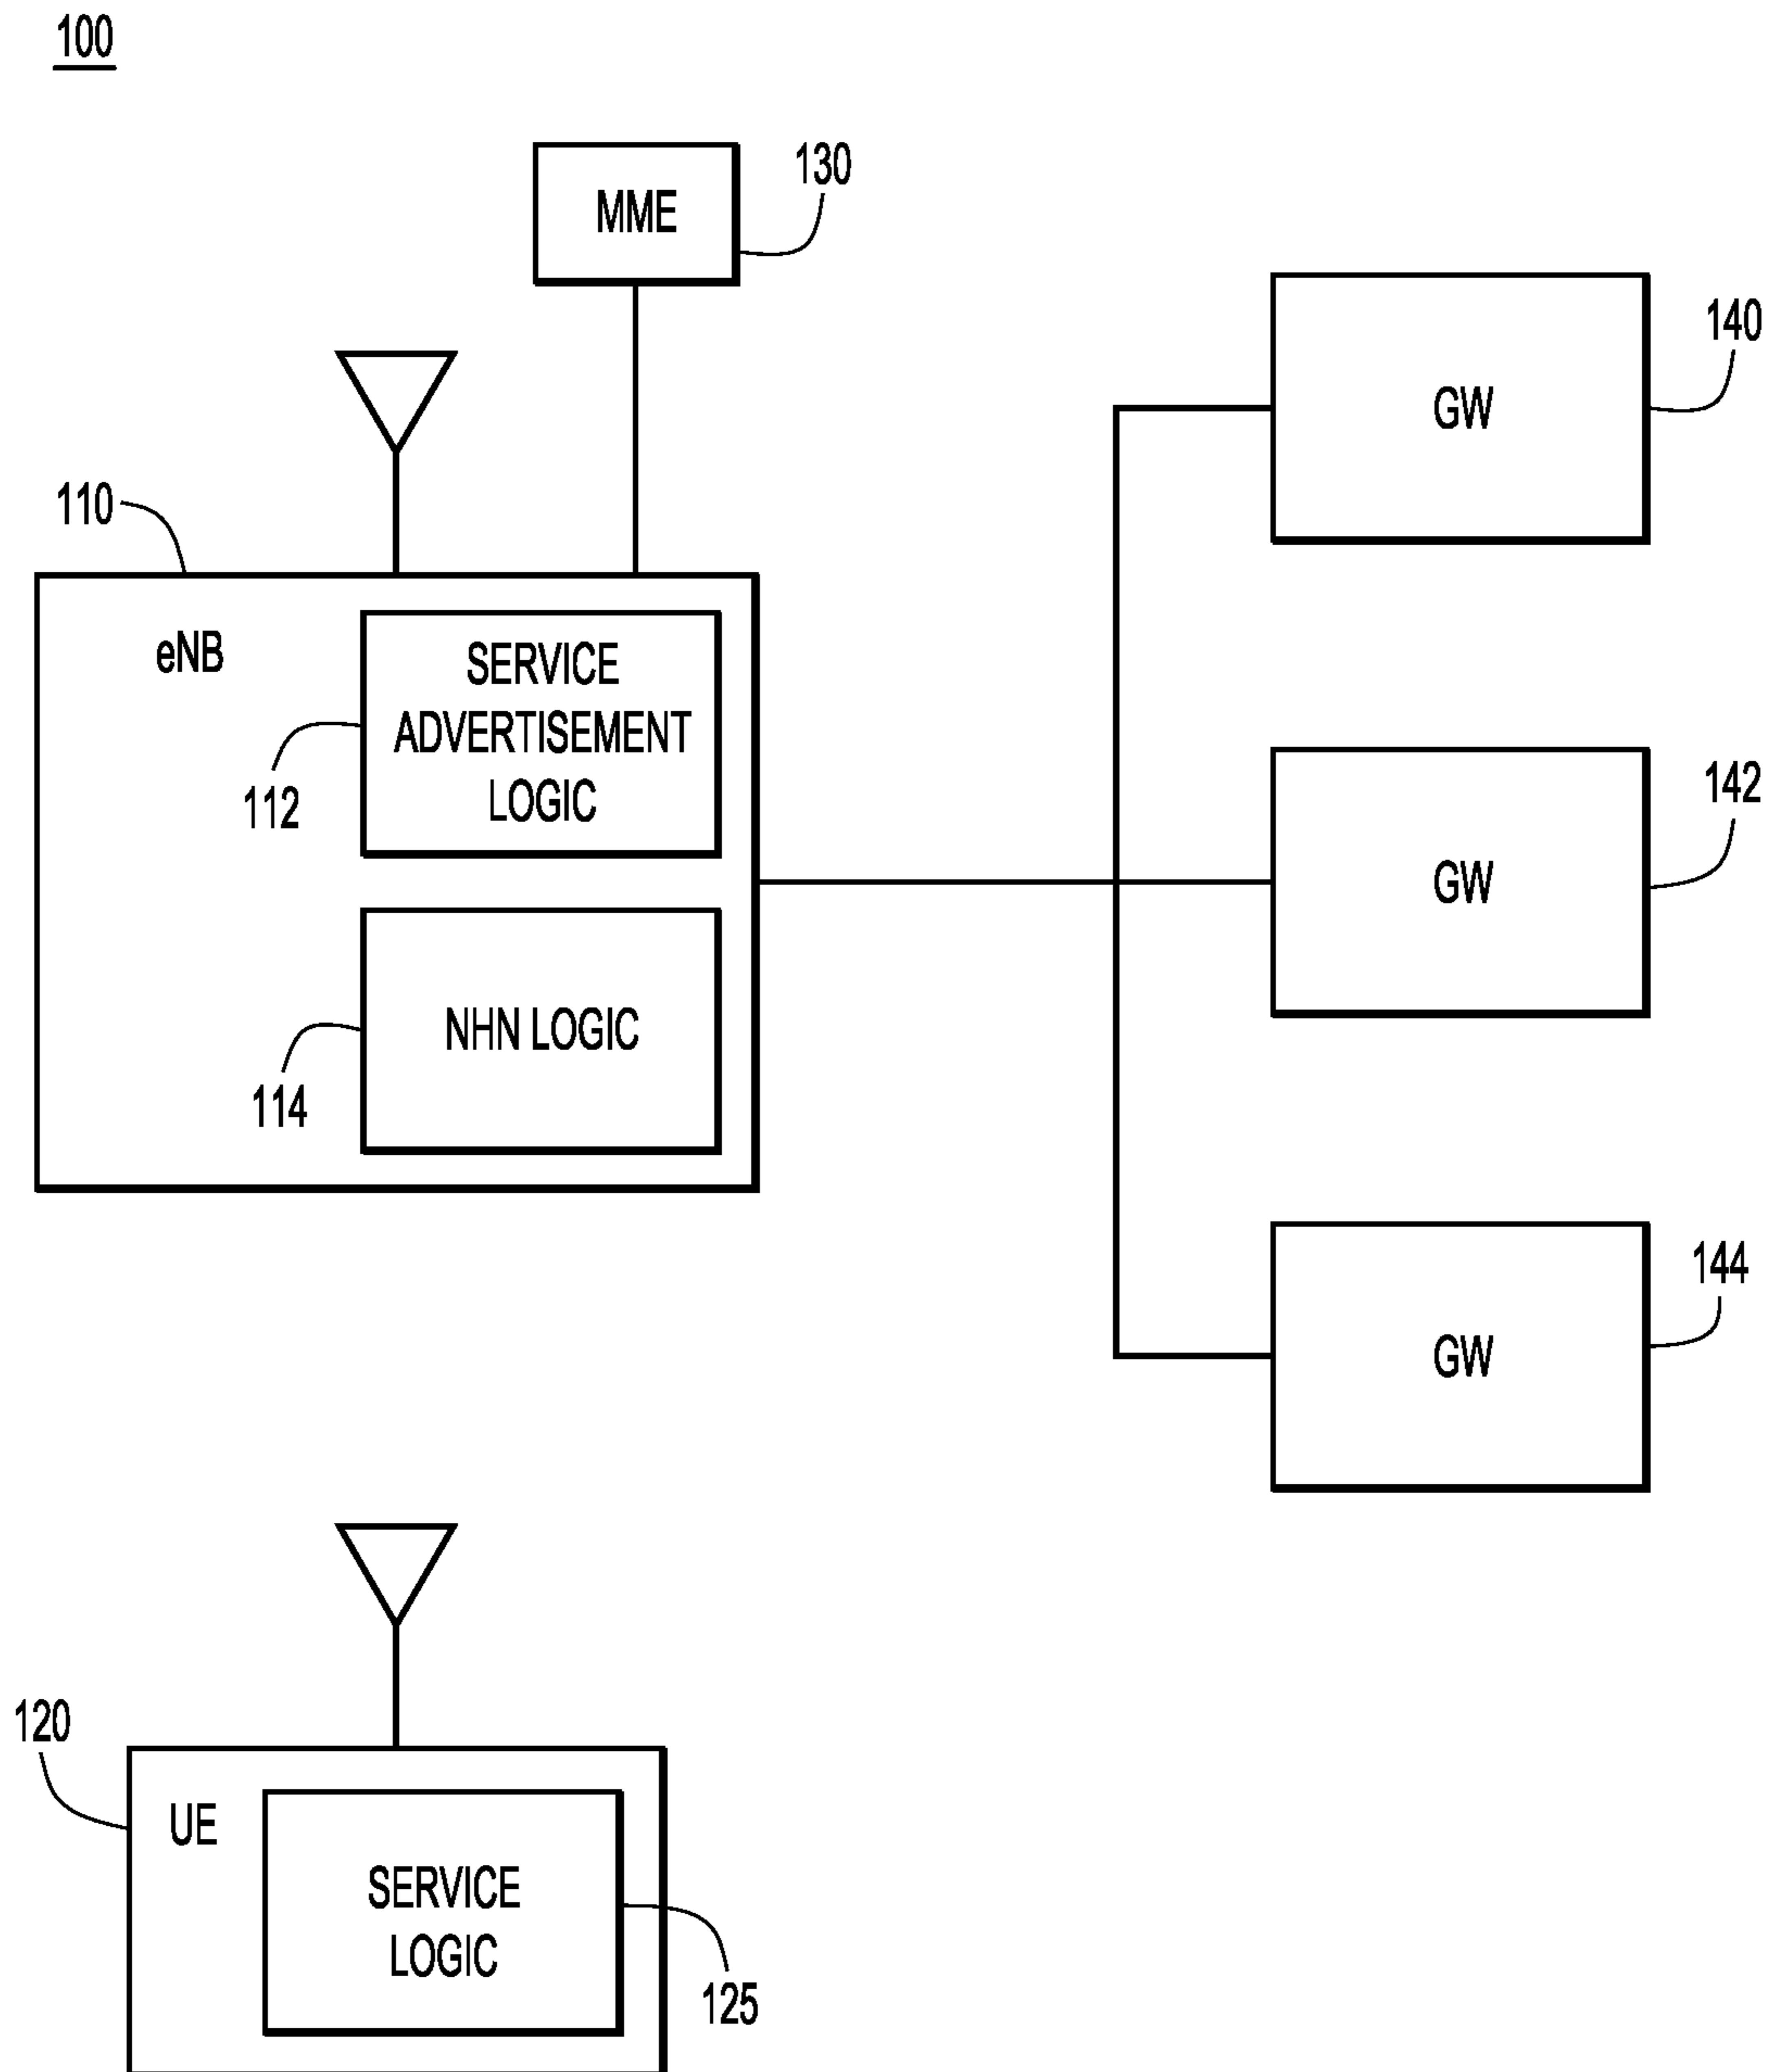 100
MME
130
GW
140
110
eNB
SERVICE
ADVERTISEMENT
LOGIC
112
GW
142
NHN LOGIC
114
GW
144
120
UE
SERVICE
LOGIC
125